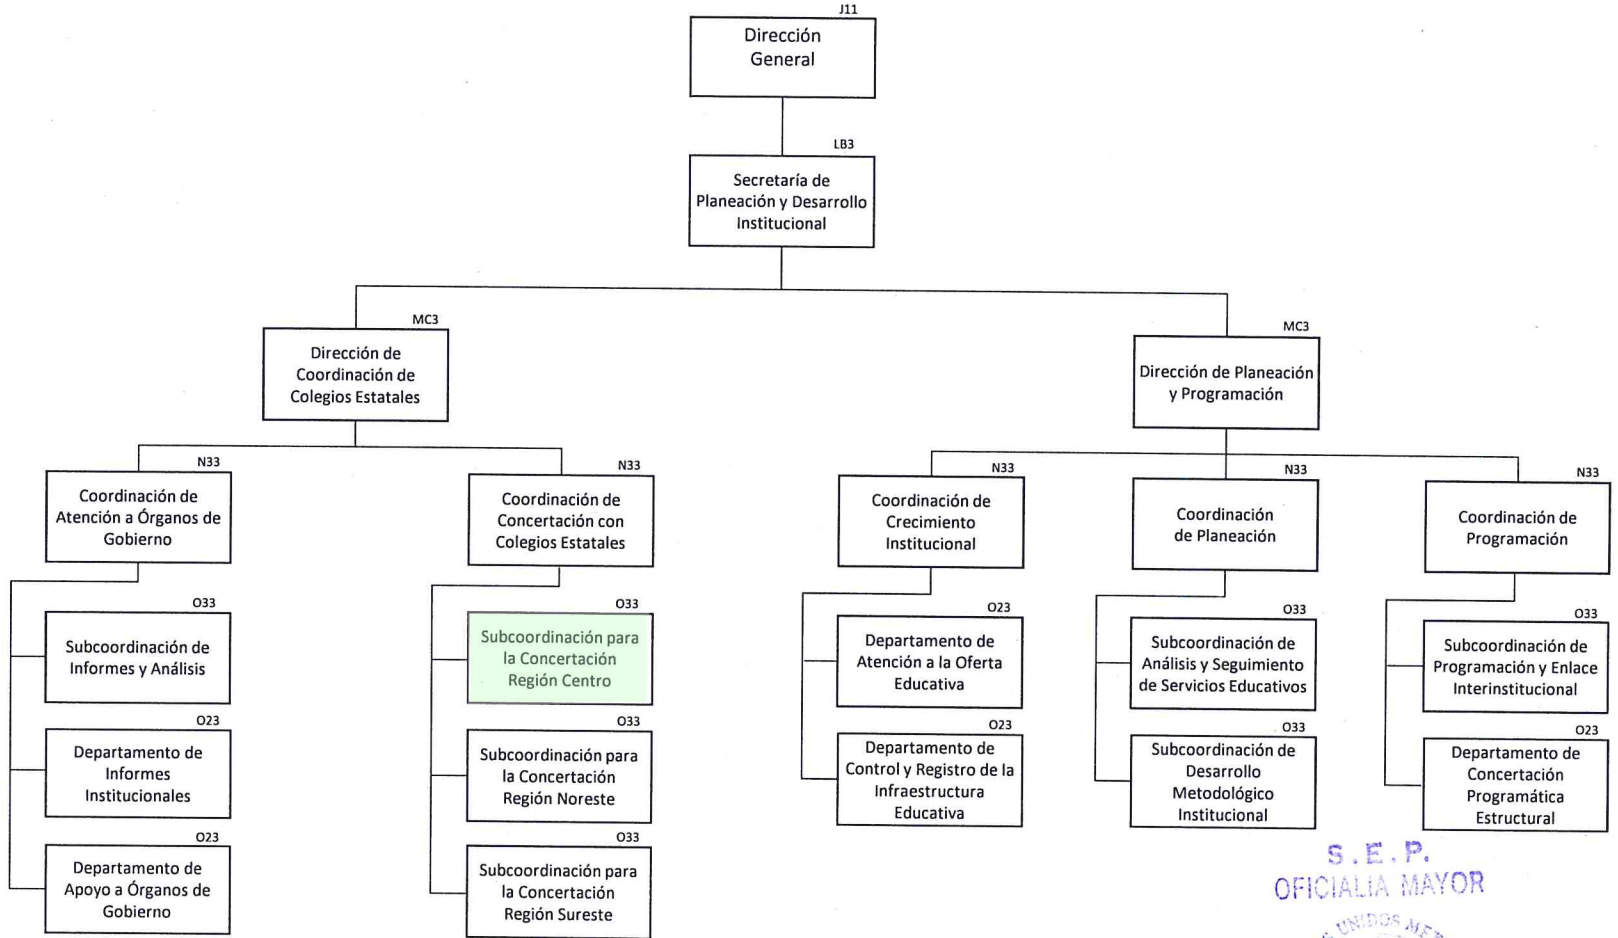 J11
Dirección
General
LB3
Secretaría de
Planeación y Desarrollo
Institucional
MC3
Dirección de
Coordinación de
Colegios Estatales
MC3
Dirección de Planeación
y Programación
N33
Coordinación de
Atención a Órganos de
Gobierno
N33
Coordinación de
Concertación con
Colegios Estatales
N33
Coordinación de
Crecimiento
Institucional
N33
Coordinación
de Planeación
N33
Coordinación de
Programación
O33
Subcoordinación de
Informes y Análisis
O23
Departamento de
Informes
Institucionales
O23
Departamento de
Apoyo a Órganos de
Gobierno
O33
Subcoordinación para
la Concertación
Región Centro
O33
Subcoordinación para
la Concertación
Región Noreste
O33
Subcoordinación para
la Concertación
Región Sureste
O23
Departamento de
Atención a la Oferta
Educativa
O23
Departamento de
Control y Registro de la
Infraestructura
Educativa
O33
Subcoordinación de
Análisis y Seguimiento
de Servicios Educativos
O33
Subcoordinación de
Desarrollo
Metodológico
Institucional
O33
Subcoordinación de
Programación y Enlace
Interinstitucional
O23
Departamento de
Concertación
Programática
Estructural
S.E.P.
OFICIALIA MAYOR
UNIDOS